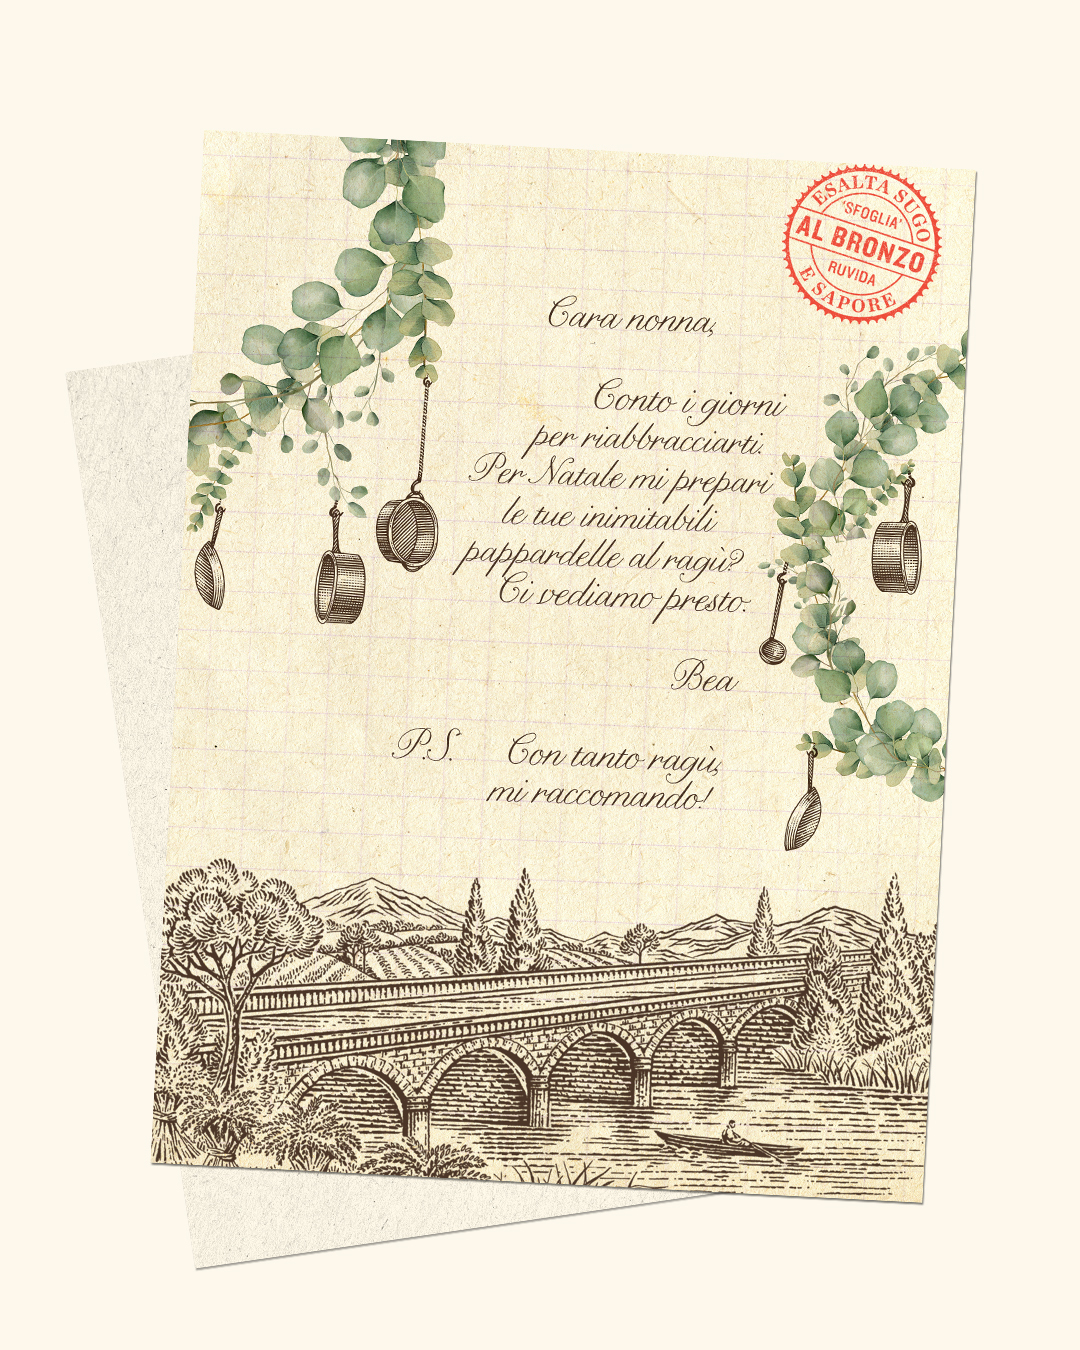 ESALTA SUGO
'SFOGLIA'
AL BRONZO
RUVIDA
E SAPORE
Cara nonna,
Conto i giorni
per riabbracciarti.
Per Natale mi prepari
le tue inimitabili
pappardelle al ragù?
Ci vediamo presto.
Bea
P.S. Con tanto ragù,
mi raccomando!